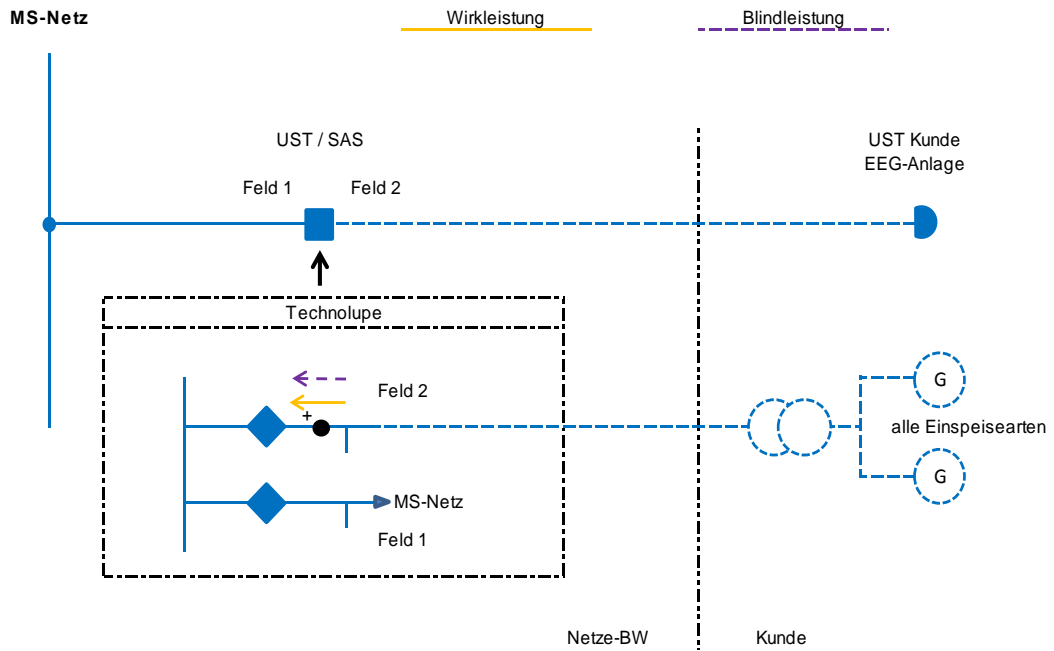 MS-Netz
Wirkleistung
Blindleistung
UST / SAS
UST Kunde
EEG-Anlage
Feld 1
Feld 2
Technolupe
Feld 2
+
G
alle Einspeisearten
G
MS-Netz
Feld 1
Netze-BW
Kunde